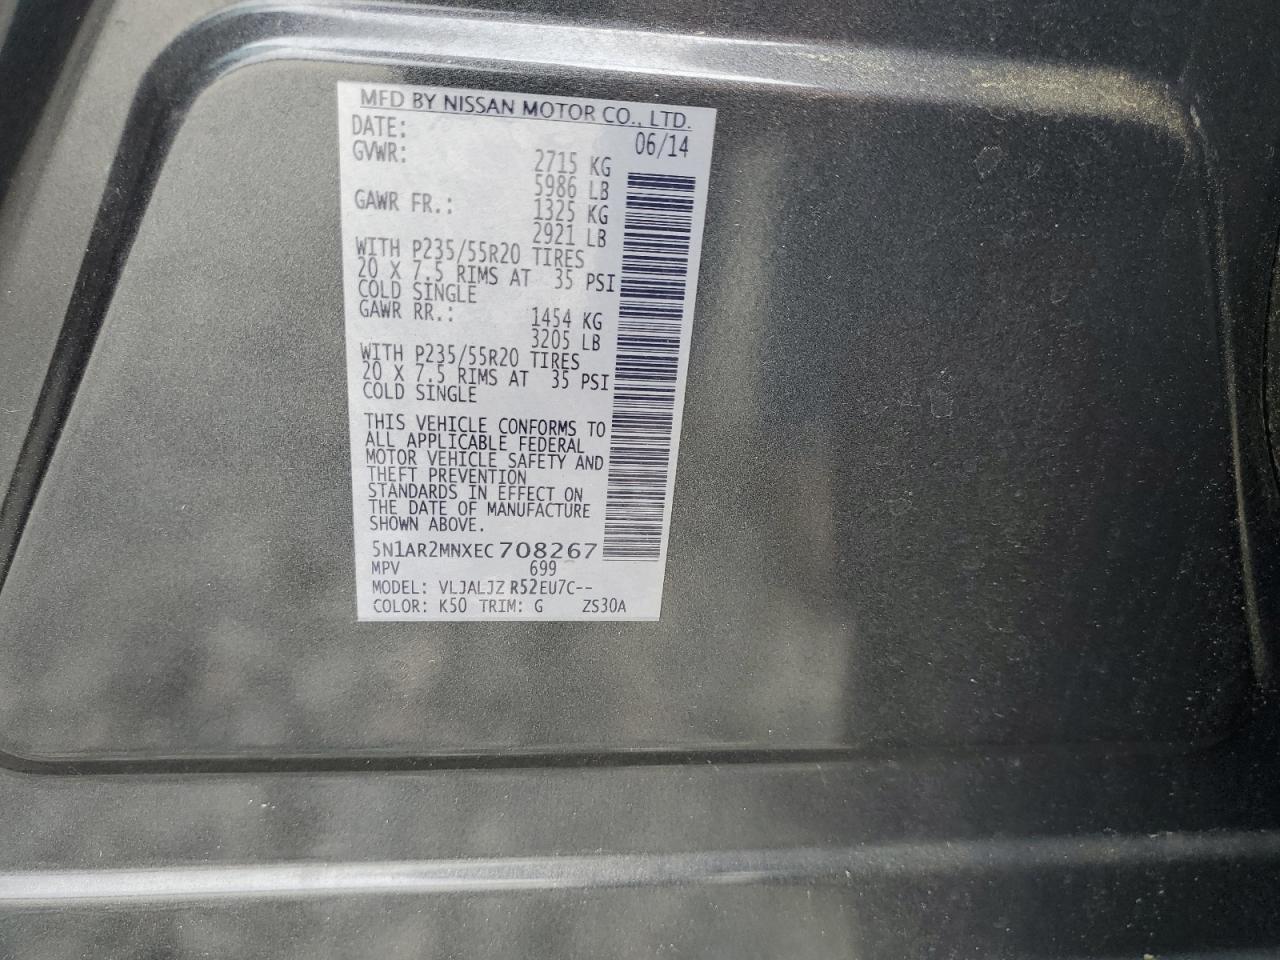 MFD BY NISSAN MOTOR CO., LTD.
DATE: 06/14
GVWR: 2715 KG
5986 LB
GAWR FR.: 1325 KG
2921 LB
WITH P235/55R20 TIRES
20 X 7.5 RIMS AT 35 PSI
COLD SINGLE
GAWR RR.: 1454 KG
3205 LB
WITH P235/55R20 TIRES
20 X 7.5 RIMS AT 35 PSI
COLD SINGLE
THIS VEHICLE CONFORMS TO
ALL APPLICABLE FEDERAL
MOTOR VEHICLE SAFETY AND
THEFT PREVENTION
STANDARDS IN EFFECT ON
THE DATE OF MANUFACTURE
SHOWN ABOVE.
5N1AR2MNXEC708267
MPV 699
MODEL: VLJALJZ R52EU7C--
COLOR: K50 TRIM: G ZS30A